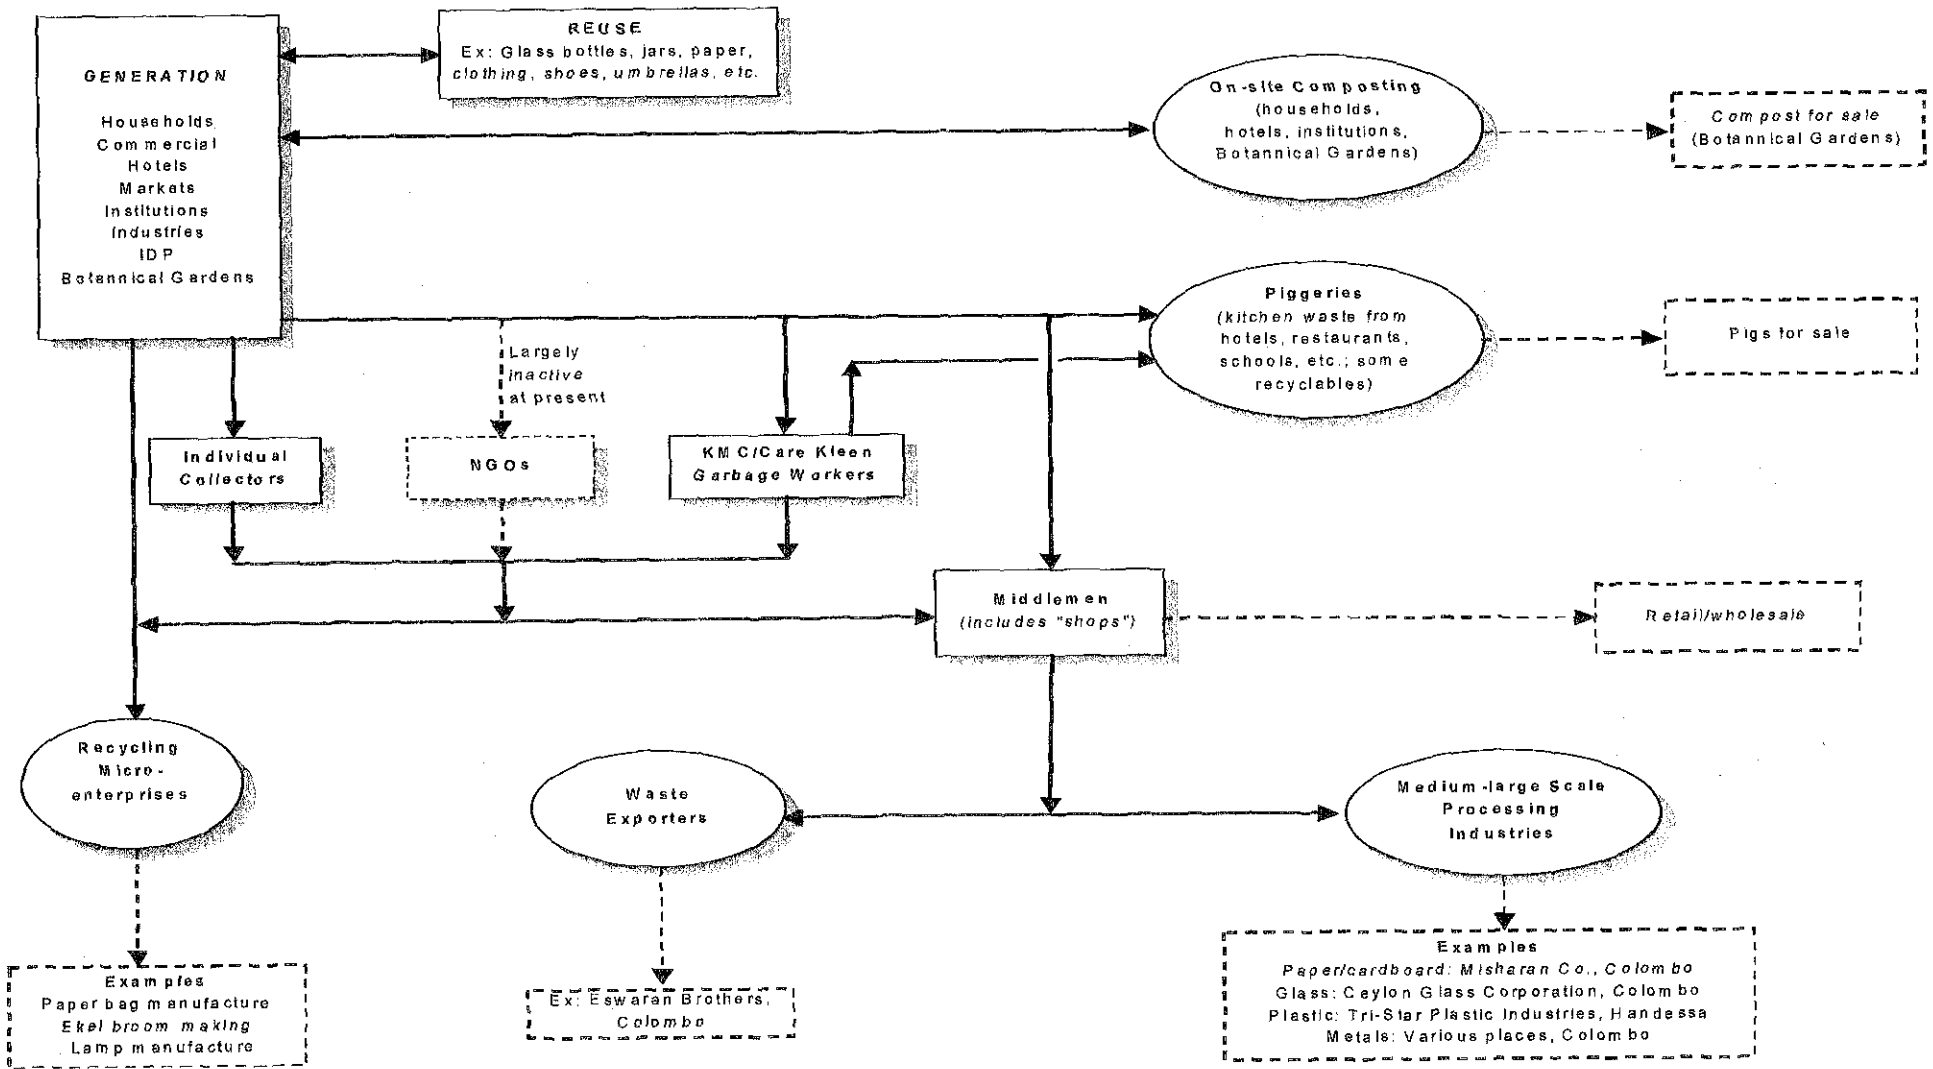 GENERATION
Households
Commercial
Hotels
Markets
Institutions
Industries
IDP
Botannical Gardens
REUSE
Ex: Glass bottles, jars, paper,
clothing, shoes, umbrellas, etc.
On-site Composting
(households,
hotels, institutions,
Botannical Gardens)
Compost for sale
(Botannical Gardens)
Piggeries
(kitchen waste from
hotels, restaurants,
schools, etc.; some
recyclables)
Pigs for sale
Largely
inactive
at present
Individual
Collectors
NGOs
KMC/Care Kleen
Garbage Workers
Middlemen
(includes "shops")
Retail/wholesale
Recycling
Micro-
enterprises
Waste
Exporters
Medium-large Scale
Processing
Industries
Examples
Paper bag manufacture
Ekel broom making
Lamp manufacture
Ex: Eswaran Brothers,
Colombo
Examples
Paper/cardboard: Misharan Co., Colombo
Glass: Ceylon Glass Corporation, Colombo
Plastic: Tri-Star Plastic Industries, Handessa
Metals: Various places, Colombo